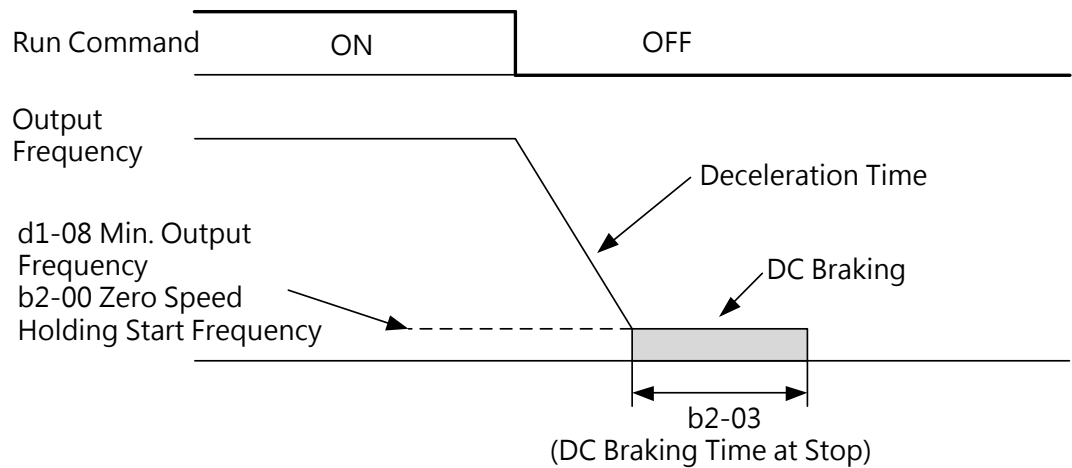 Run Command
ON
OFF
Output
Frequency
Deceleration Time
d1-08 Min. Output
Frequency
b2-00 Zero Speed
Holding Start Frequency
DC Braking
b2-03
(DC Braking Time at Stop)